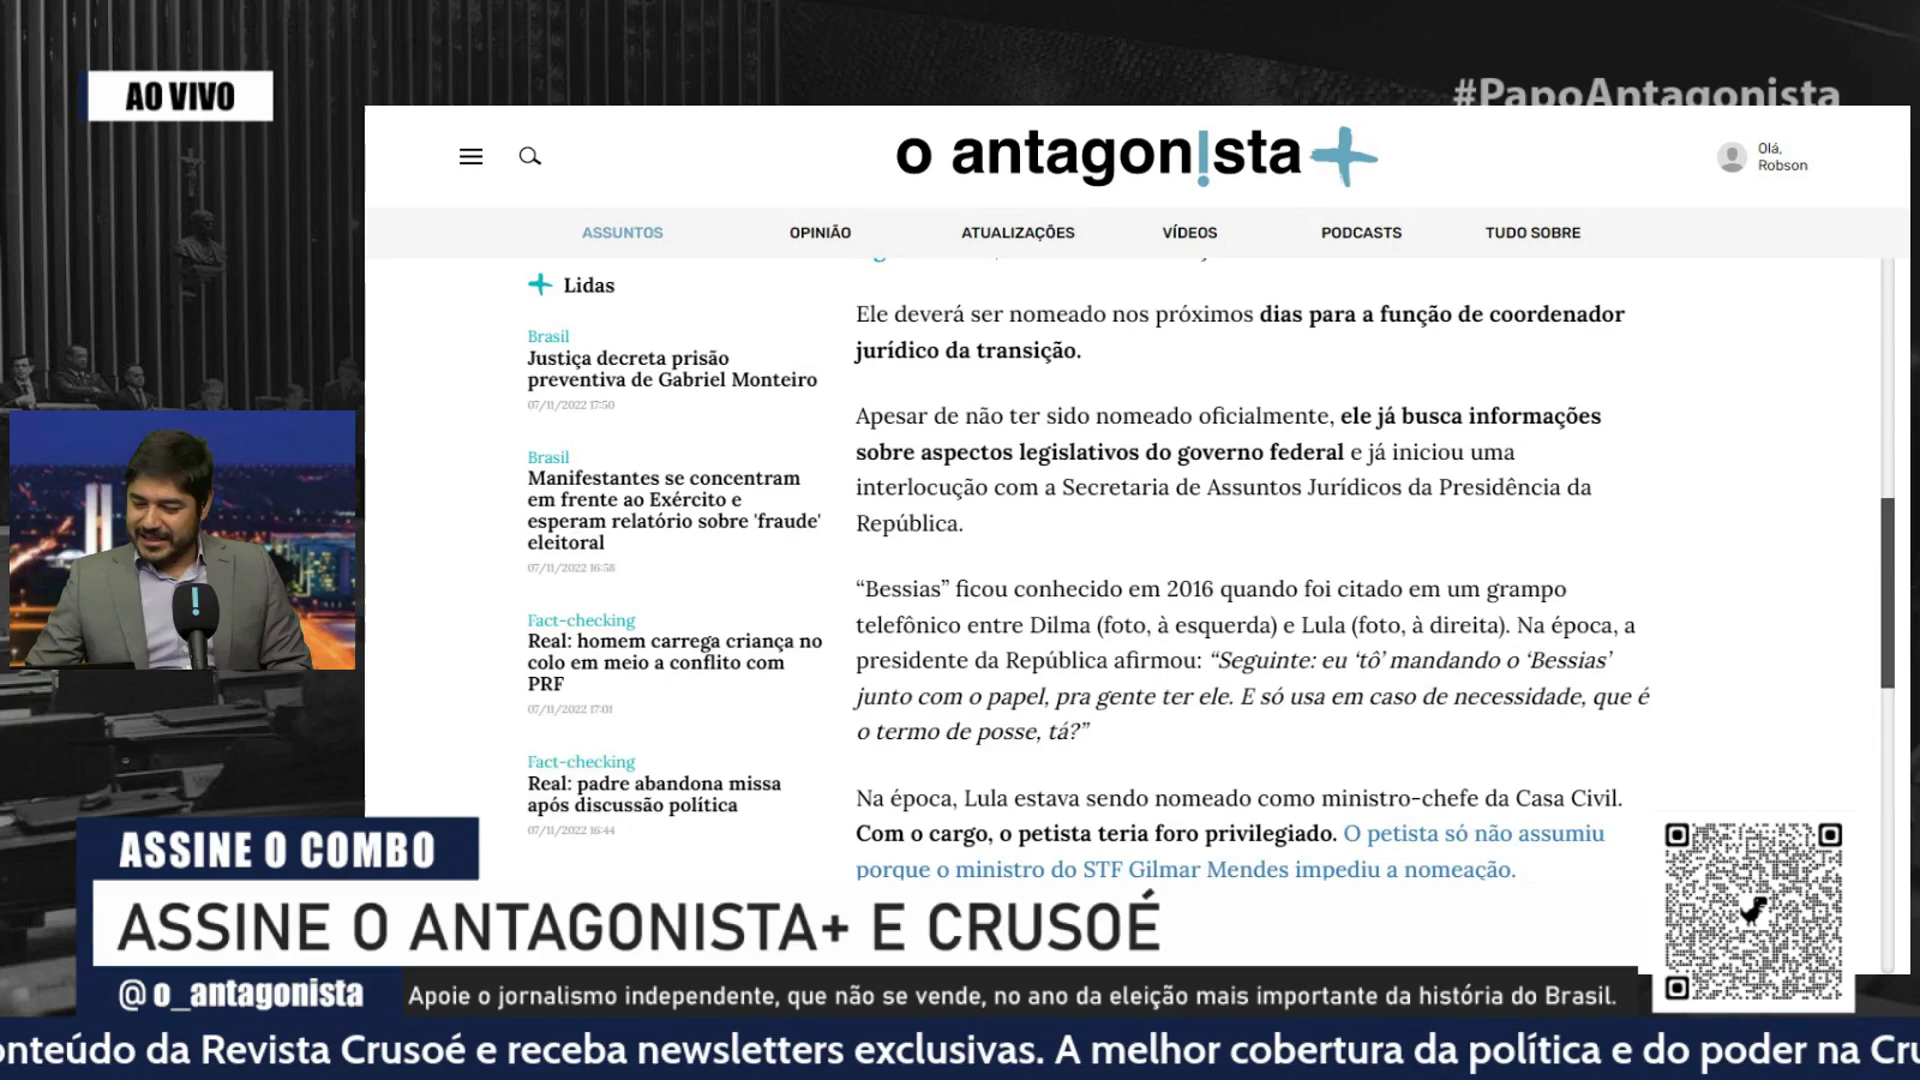 AO VIVO
#PapoAntagonista
o antagon!sta+
Olá,
Robson
ASSUNTOS
OPINIÃO
ATUALIZAÇÕES
VÍDEOS
PODCASTS
TUDO SOBRE
+ Lidas
Brasil
Justiça decreta prisão
preventiva de Gabriel Monteiro
07/11/2022 17:50
Brasil
Manifestantes se concentram
em frente ao Exército e
esperam relatório sobre 'fraude'
eleitoral
07/11/2022 16:58
Fact-checking
Real: homem carrega criança no
colo em meio a conflito com
PRF
07/11/2022 17:01
Fact-checking
Real: padre abandona missa
após discussão política
07/11/2022 16:44
Ele deverá ser nomeado nos próximos dias para a função de coordenador
jurídico da transição.
Apesar de não ter sido nomeado oficialmente, ele já busca informações
sobre aspectos legislativos do governo federal e já iniciou uma
interlocução com a Secretaria de Assuntos Jurídicos da Presidência da
República.
“Bessias” ficou conhecido em 2016 quando foi citado em um grampo
telefônico entre Dilma (foto, à esquerda) e Lula (foto, à direita). Na época, a
presidente da República afirmou: “Seguinte: eu ‘tô’ mandando o ‘Bessias’
junto com o papel, pra gente ter ele. E só usa em caso de necessidade, que é
o termo de posse, tá?”
Na época, Lula estava sendo nomeado como ministro-chefe da Casa Civil.
Com o cargo, o petista teria foro privilegiado. O petista só não assumiu
porque o ministro do STF Gilmar Mendes impediu a nomeação.
ASSINE O COMBO
ASSINE O ANTAGONISTA+ E CRUSOÉ
@o_antagonista
Apoie o jornalismo independente, que não se vende, no ano da eleição mais importante da história do Brasil.
onteúdo da Revista Crusoé e receba newsletters exclusivas. A melhor cobertura da política e do poder na Cru